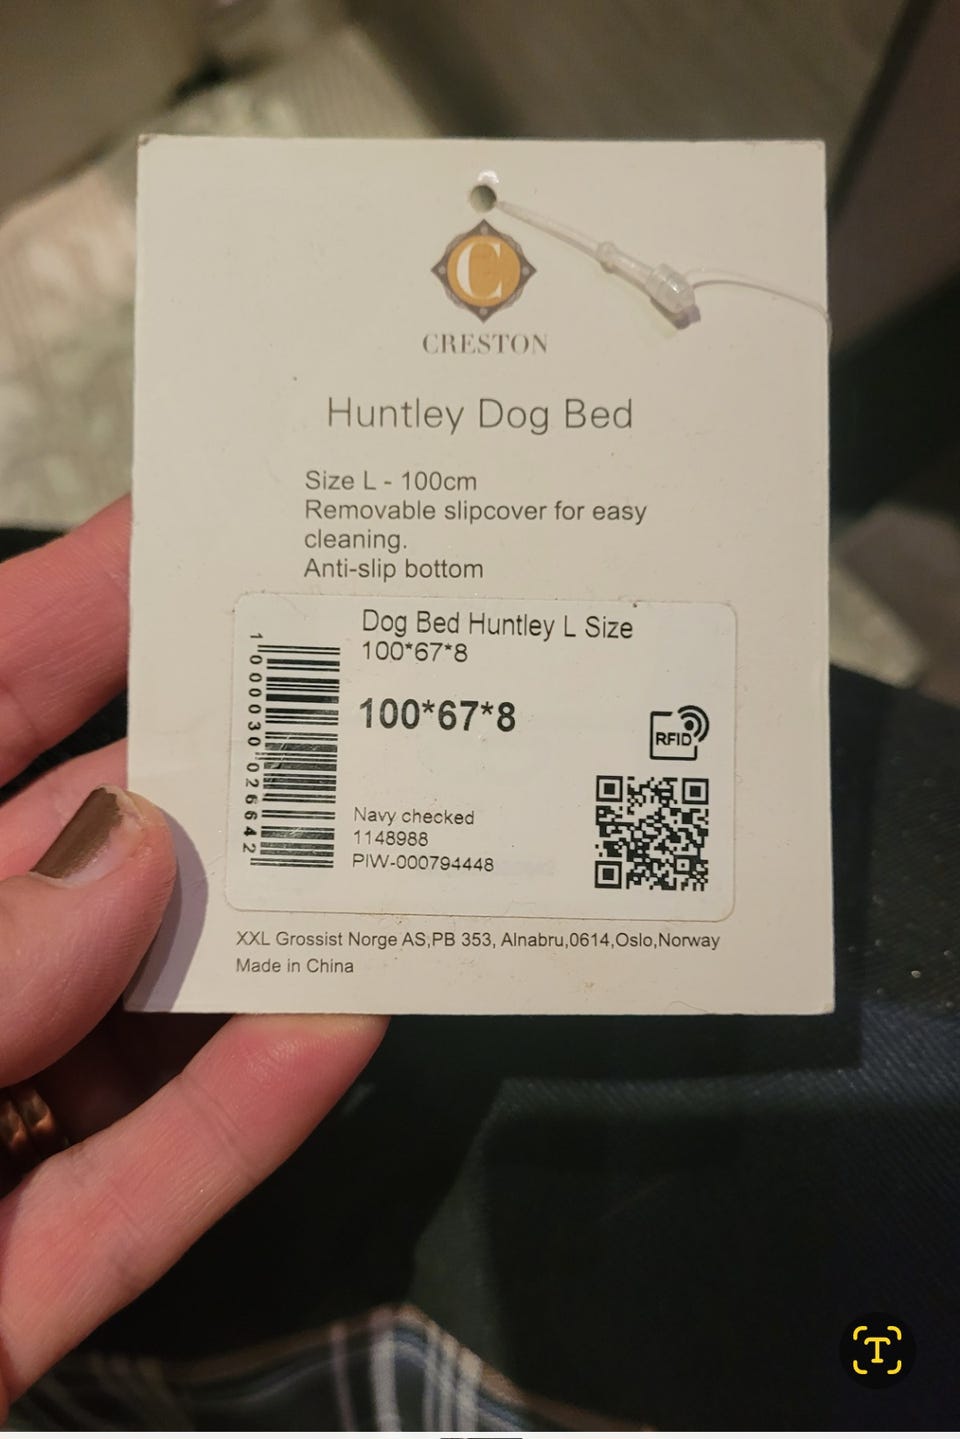 C
CRESTON
Huntley Dog Bed
Size L - 100cm
Removable slipcover for easy
cleaning.
Anti-slip bottom
Dog Bed Huntley L Size
100*67*8
100*67*8
1000030026642
RFID
Navy checked
1148988
PIW-000794448
XXL Grossist Norge AS,PB 353, Alnabru,0614,Oslo,Norway
Made in China
T